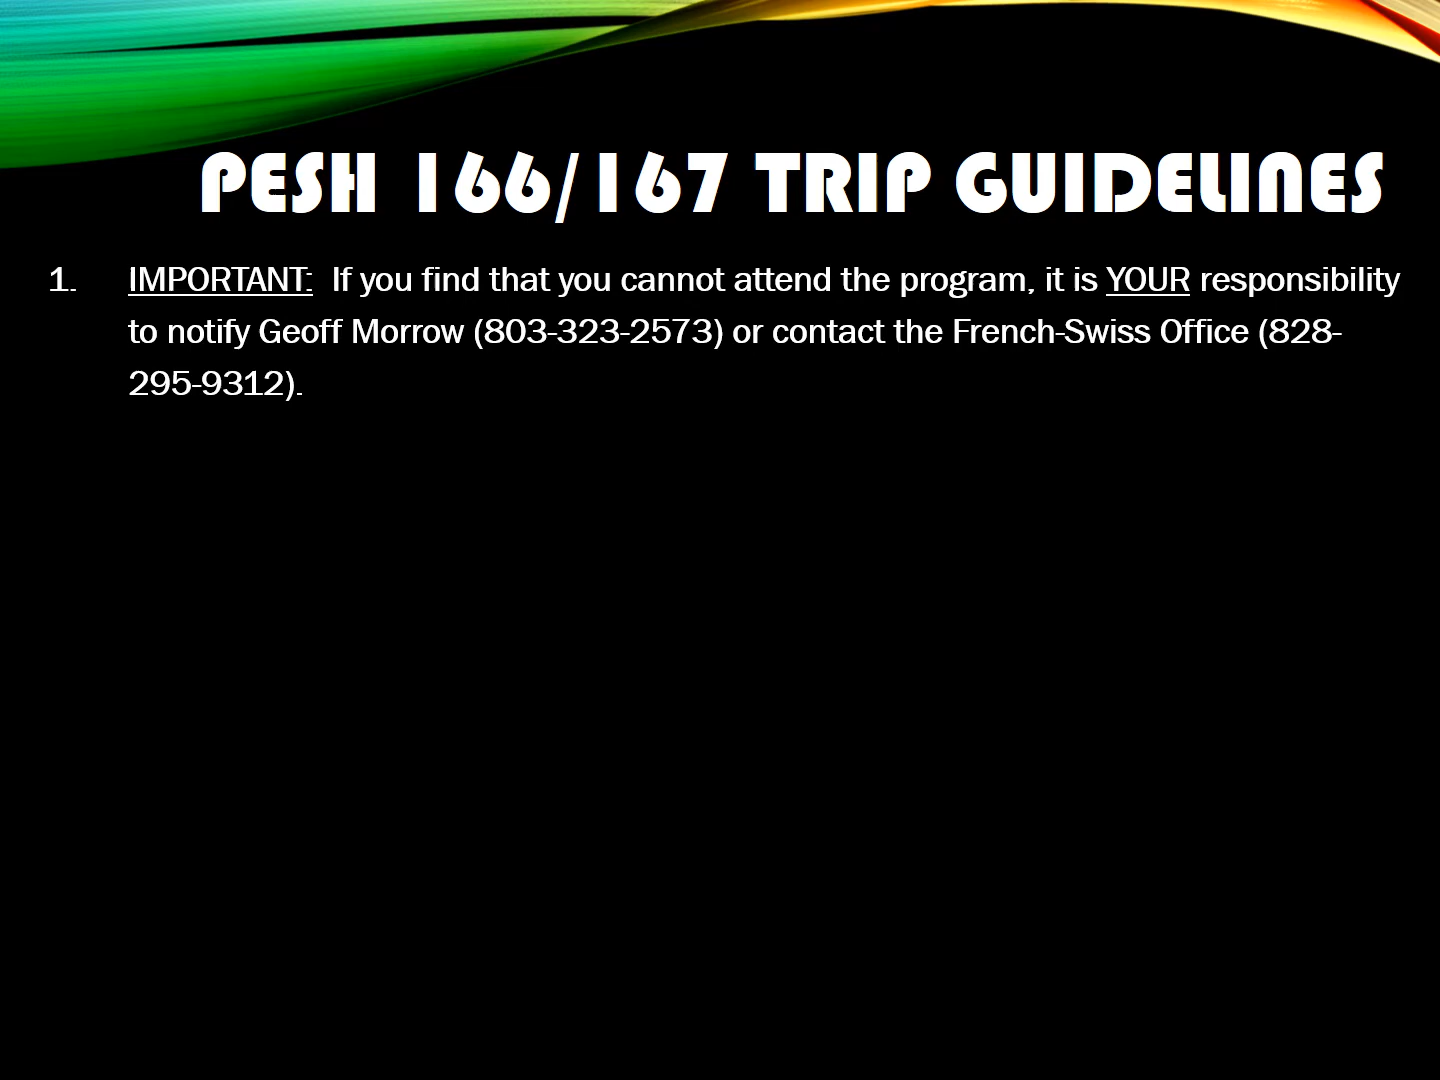 PESH 166/167 TRIP GUIDELINES
1. IMPORTANT: If you find that you cannot attend the program, it is YOUR responsibility
to notify Geoff Morrow (803-323-2573) or contact the French-Swiss Office (828-
295-9312).